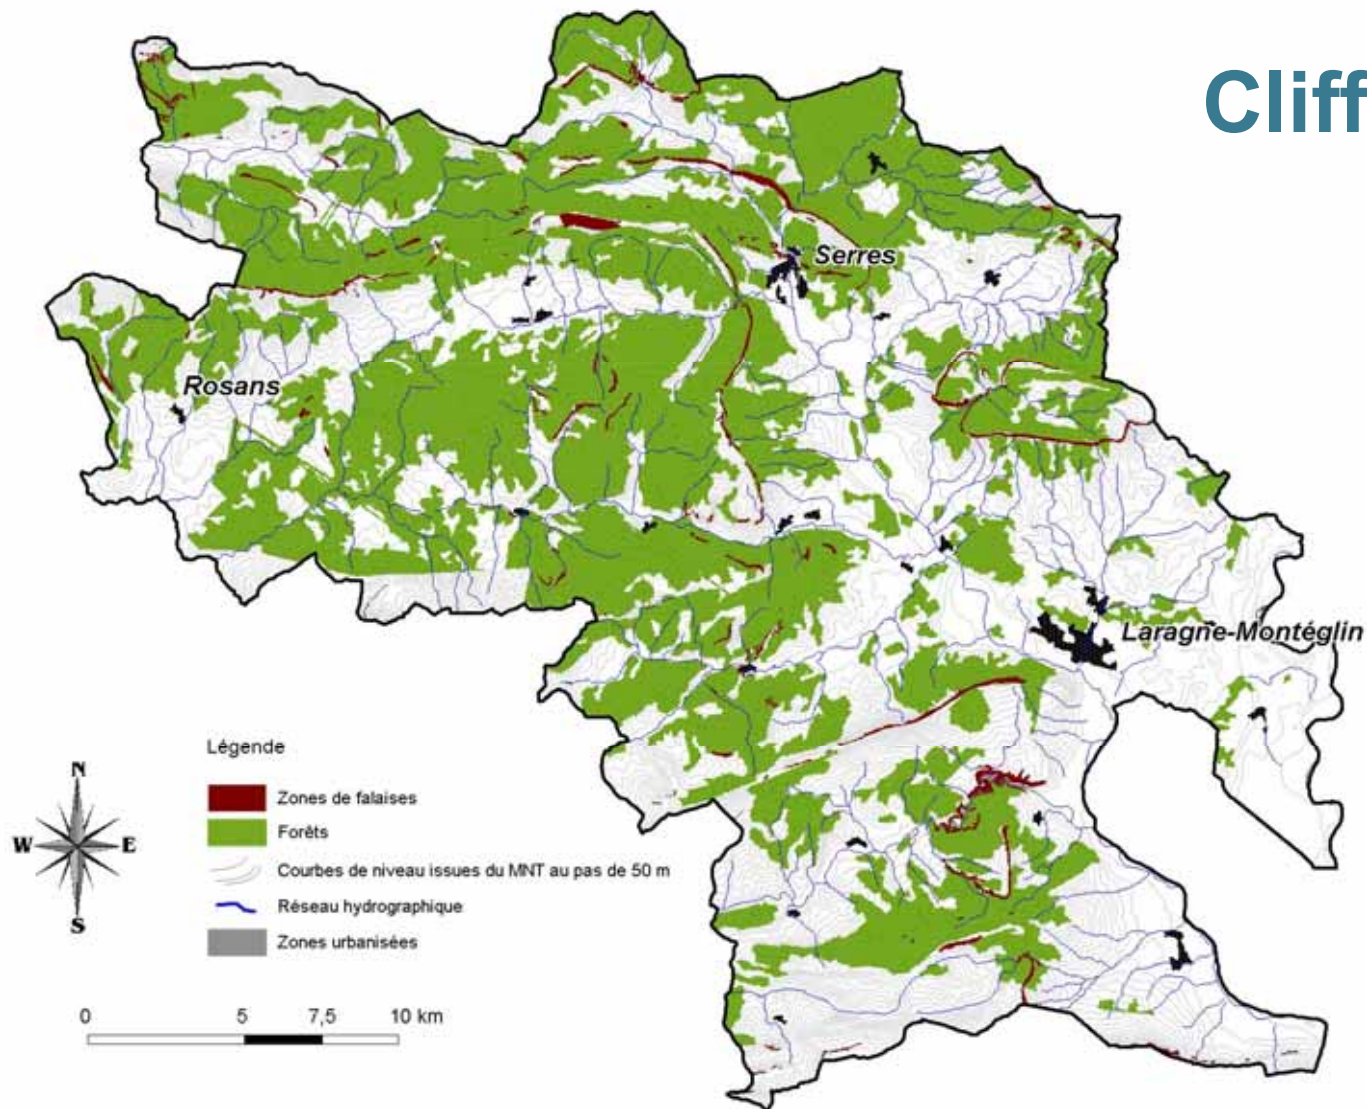 Cliff
Serres
Rosans
Laragne-Montéglin
Légende
N
W E
S
Zones de falaises
Forêts
Courbes de niveau issues du MNT au pas de 50 m
Réseau hydrographique
Zones urbanisées
0 5 7,5 10 km